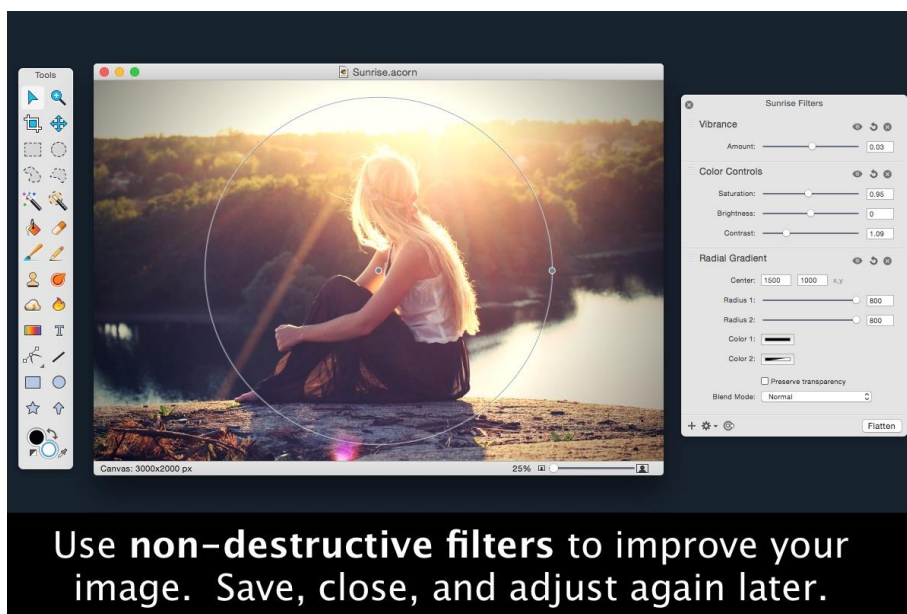 Tools
Sunrise.acorn
T
Canvas: 3000x2000 px
25%
Sunrise Filters
Vibrance
Amount: 0.03
Color Controls
Saturation: 0.95
Brightness: 0
Contrast: 1.09
Radial Gradient
Center: 1500 1000 x,y
Radius 1: 800
Radius 2: 800
Color 1:
Color 2:
Preserve transparency
Blend Mode: Normal
Flatten
Use non-destructive filters to improve your
image. Save, close, and adjust again later.